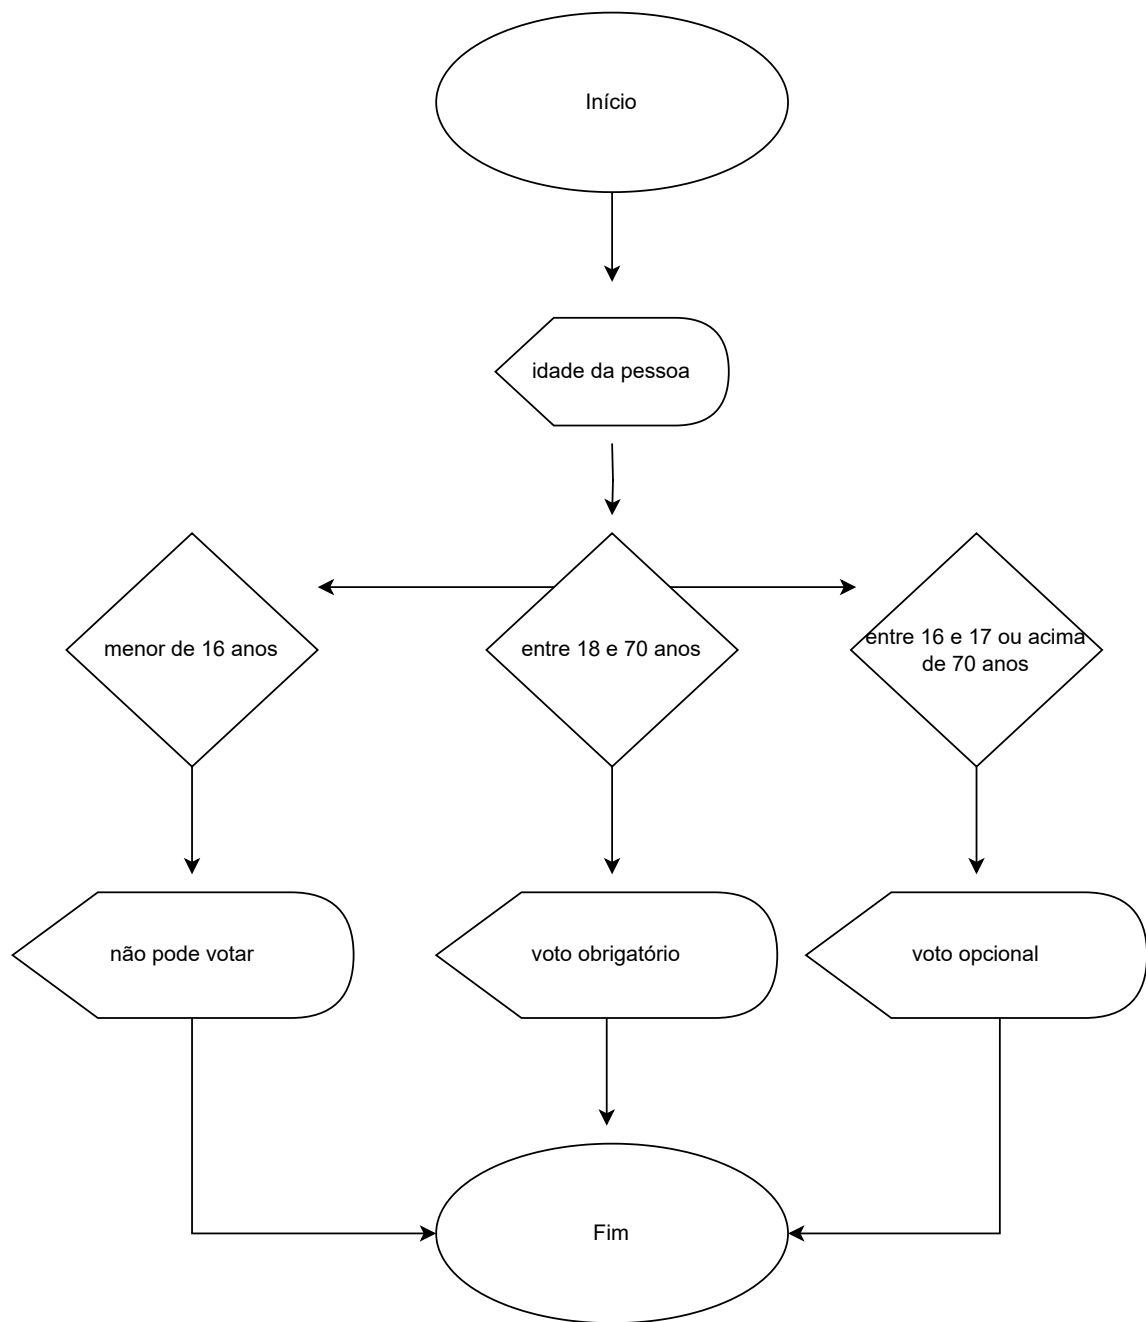 Início
idade da pessoa
menor de 16 anos
entre 18 e 70 anos
entre 16 e 17 ou acima
de 70 anos
não pode votar
voto obrigatório
voto opcional
Fim